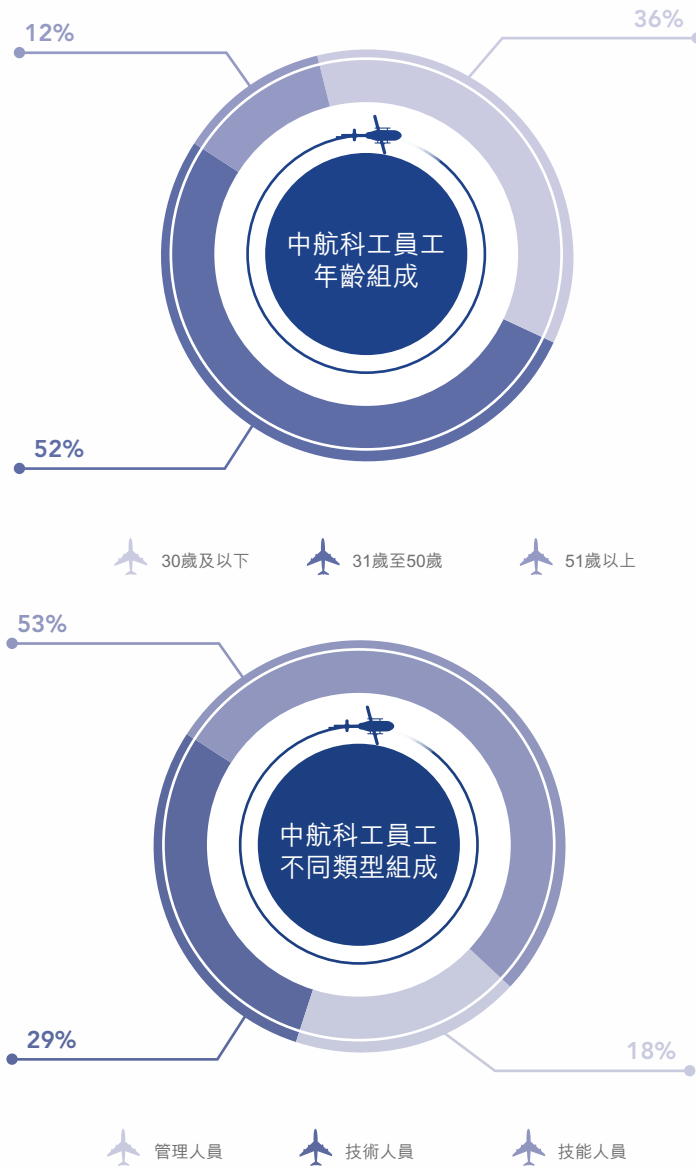 12%
36%
中航科工員工
年齡組成
52%
30歲及以下
31歲至50歲
51歲以上
53%
中航科工員工
不同類型組成
29%
18%
管理人員
技術人員
技能人員